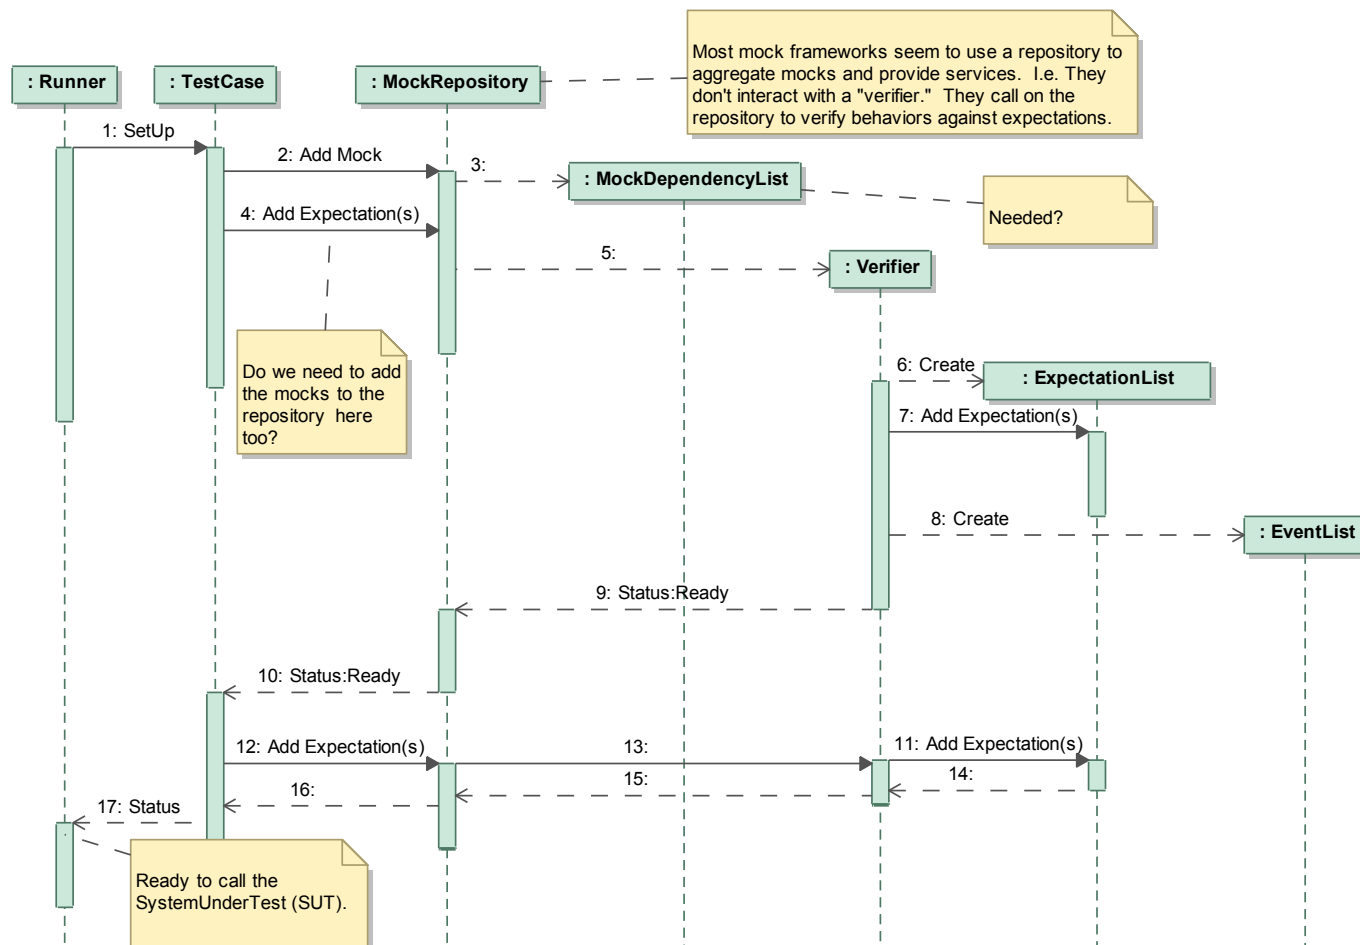 Most mock frameworks seem to use a repository to
aggregate mocks and provide services.  I.e. They
don't interact with a "verifier."  They call on the
repository to verify behaviors against expectations.
: Runner
: TestCase
: MockRepository
1: SetUp
2: Add Mock
3:
: MockDependencyList
Needed?
4: Add Expectation(s)
5:
: Verifier
Do we need to add
the mocks to the
repository  here
too?
6: Create
: ExpectationList
7: Add Expectation(s)
8: Create
: EventList
9: Status:Ready
10: Status:Ready
12: Add Expectation(s)
13:
11: Add Expectation(s)
14:
15:
16:
17: Status
Ready to call the
SystemUnderTest (SUT).